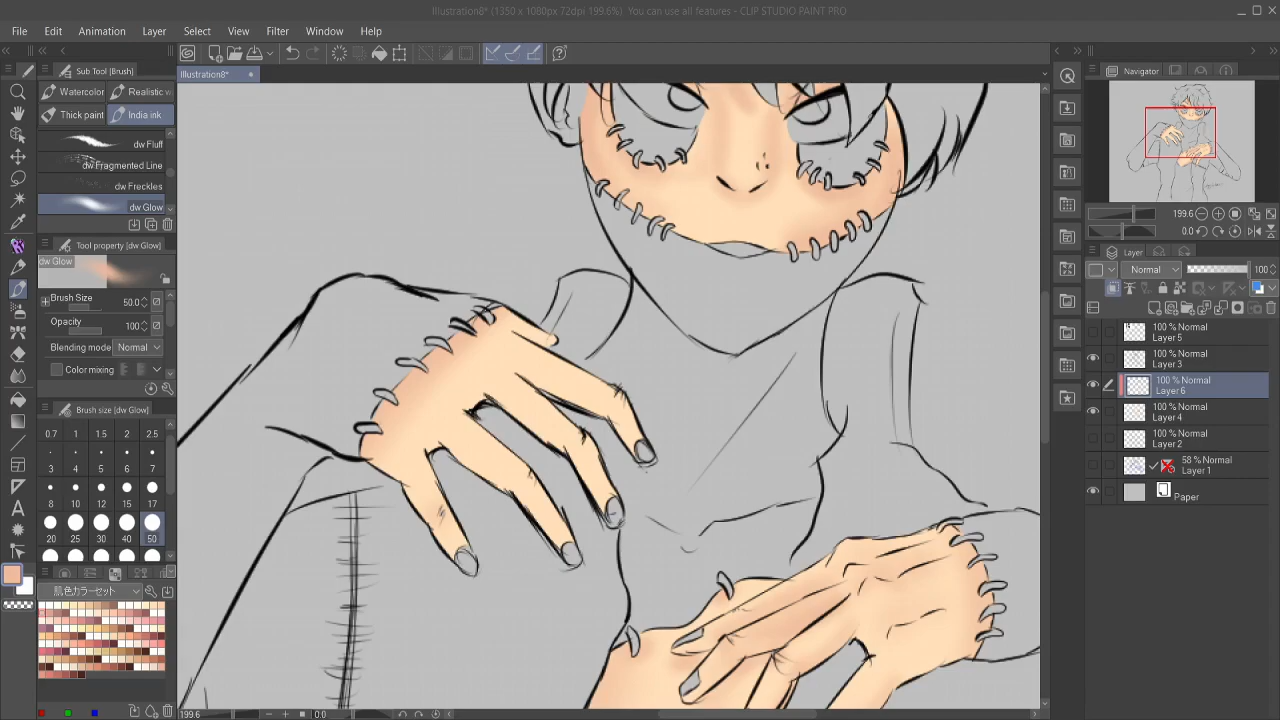 Illustration8* (1350 x 1080px 72dpi 199.6%)  You can use all features - CLIP STUDIO PAINT PRO
File Edit Animation Layer Select View Filter Window Help
Sub Tool [Brush]
Illustration8*
Navigator
Watercolor Realistic w
Thick paint India ink
dw Fluff
dw Fragmented Line
dw Freckles
dw Glow
Tool property [dw Glow]
dw Glow
Brush Size 50.0
Opacity 100
Blending mode Normal
Color mixing
Brush size [dw Glow]
0.7 1 1.5 2 2.5
3 4 5 6 7
8 10 12 15 17
20 25 30 40 50
肌色カラーセット
199.6 0.0
199.6
0.0
Layer
Normal 100
100 % Normal
Layer 5
100 % Normal
Layer 3
100 % Normal
Layer 6
100 % Normal
Layer 4
100 % Normal
Layer 2
58 % Normal
Layer 1
Paper